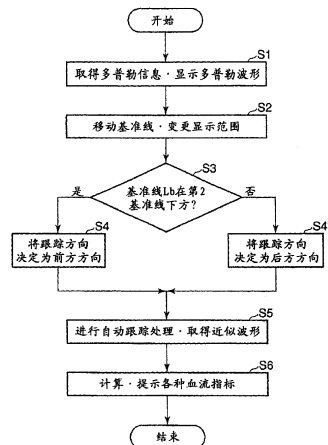 开始
S1
取得多普勒信息·显示多普勒波形
S2
移动基准线·变更显示范围
S3
基准线Lb在第2
基准线下方?
是
否
S4
将跟踪方向
决定为前方方向
S4
将跟踪方向
决定为后方方向
S5
进行自动跟踪处理·取得近似波形
S6
计算·提示各种血流指标
结束